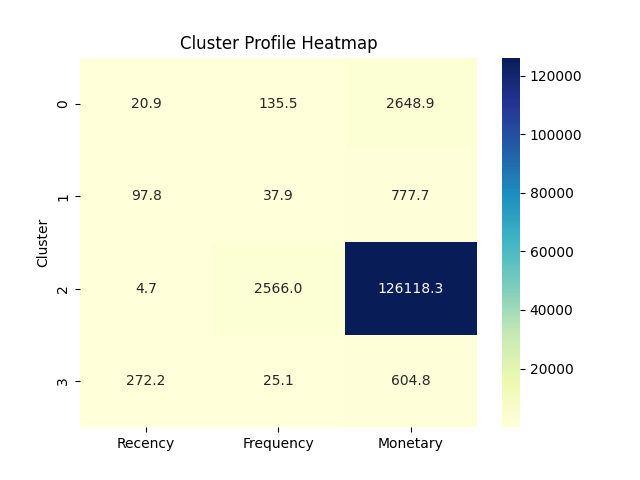 Cluster Profile Heatmap
0 20.9 135.5 2648.9
1 97.8 37.9 777.7
2 4.7 2566.0 126118.3
3 272.2 25.1 604.8
Cluster
Recency Frequency Monetary
120000
100000
80000
60000
40000
20000